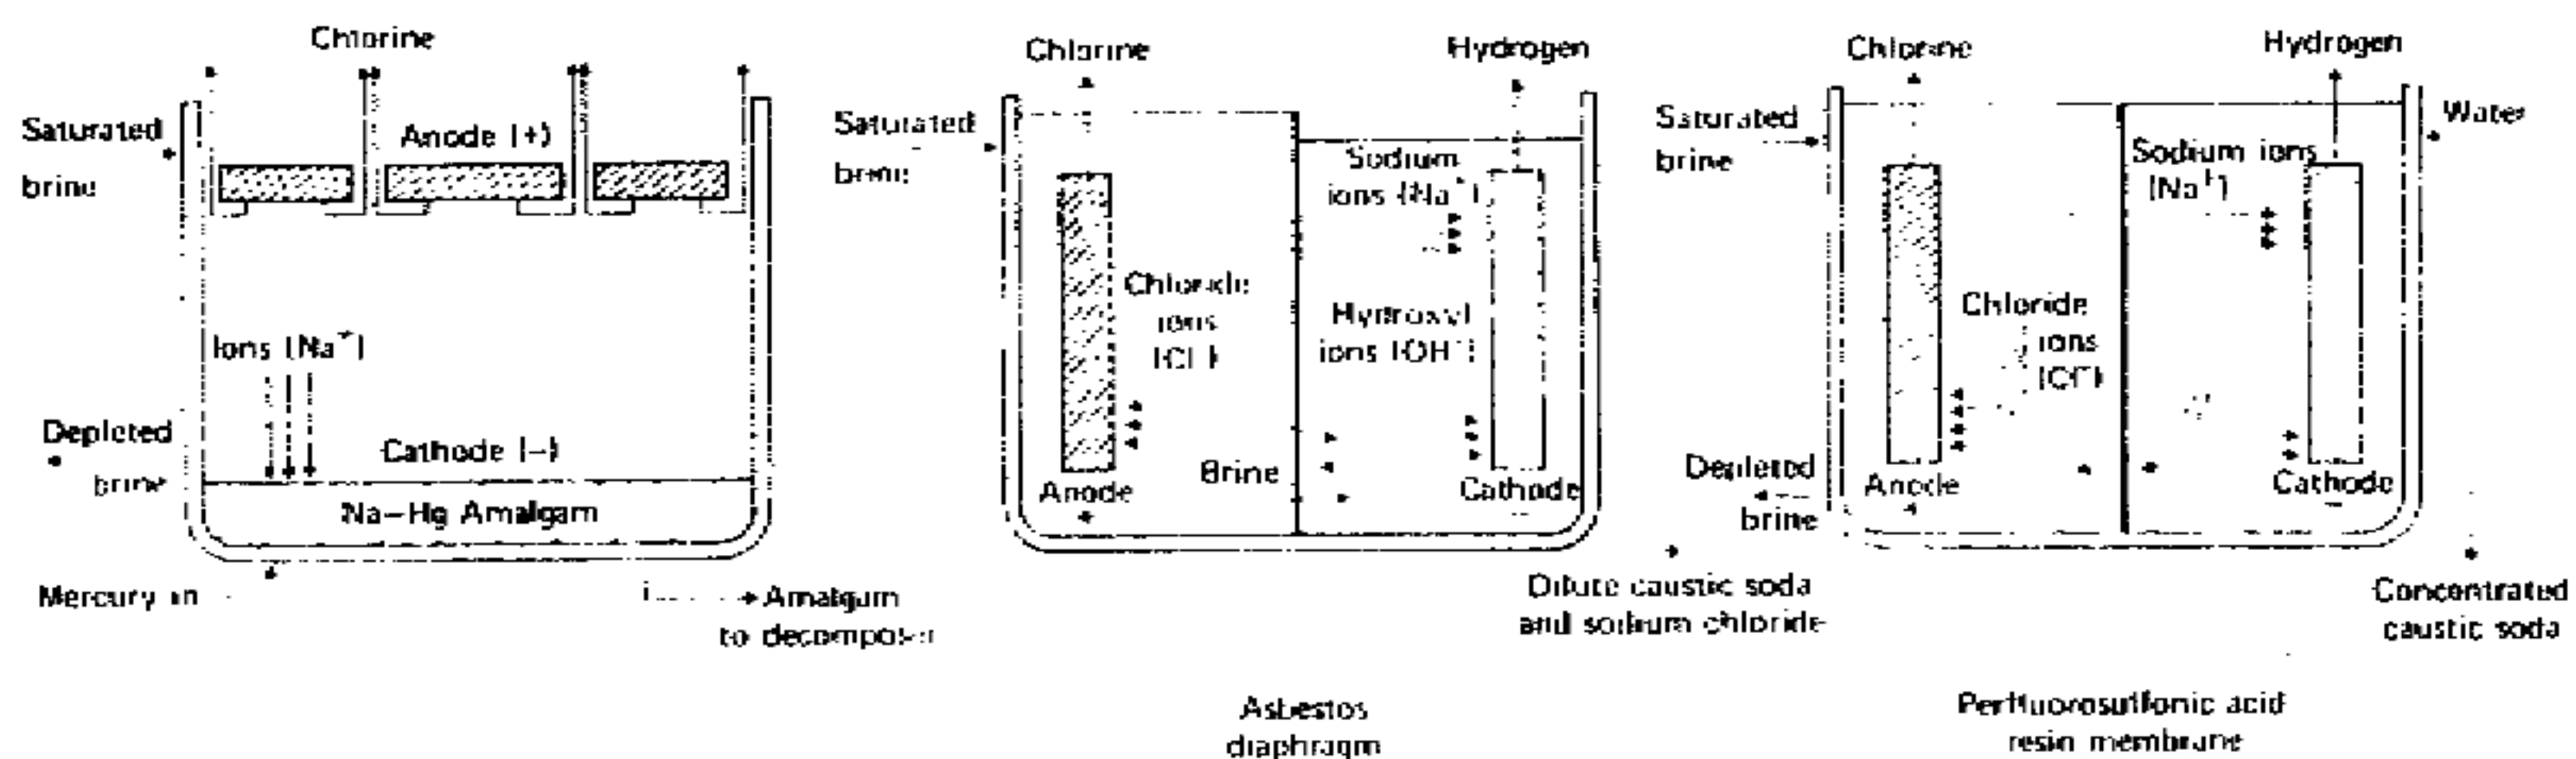 Chlorine
Saturated
brine
Anode (+)
Ions (Na+)
Depleted
brine
Cathode (–)
Na–Hg Amalgam
Mercury in
Amalgum
to decomposer
Chlorine
Hydrogen
Saturated
brine
Sodium
ions (Na+)
Chloride
ions
(Cl-)
Hydroxyl
ions (OH-)
Brine
Anode
+
Cathode
–
Dilute caustic soda
and sodium chloride
Asbestos
diaphragm
Chlorine
Hydrogen
Saturated
brine
Water
Sodium ions
(Na+)
Chloride
ions
(Cl-)
Depleted
brine
Anode
+
Cathode
–
Concentrated
caustic soda
Perfluorosulfonic acid
resin membrane